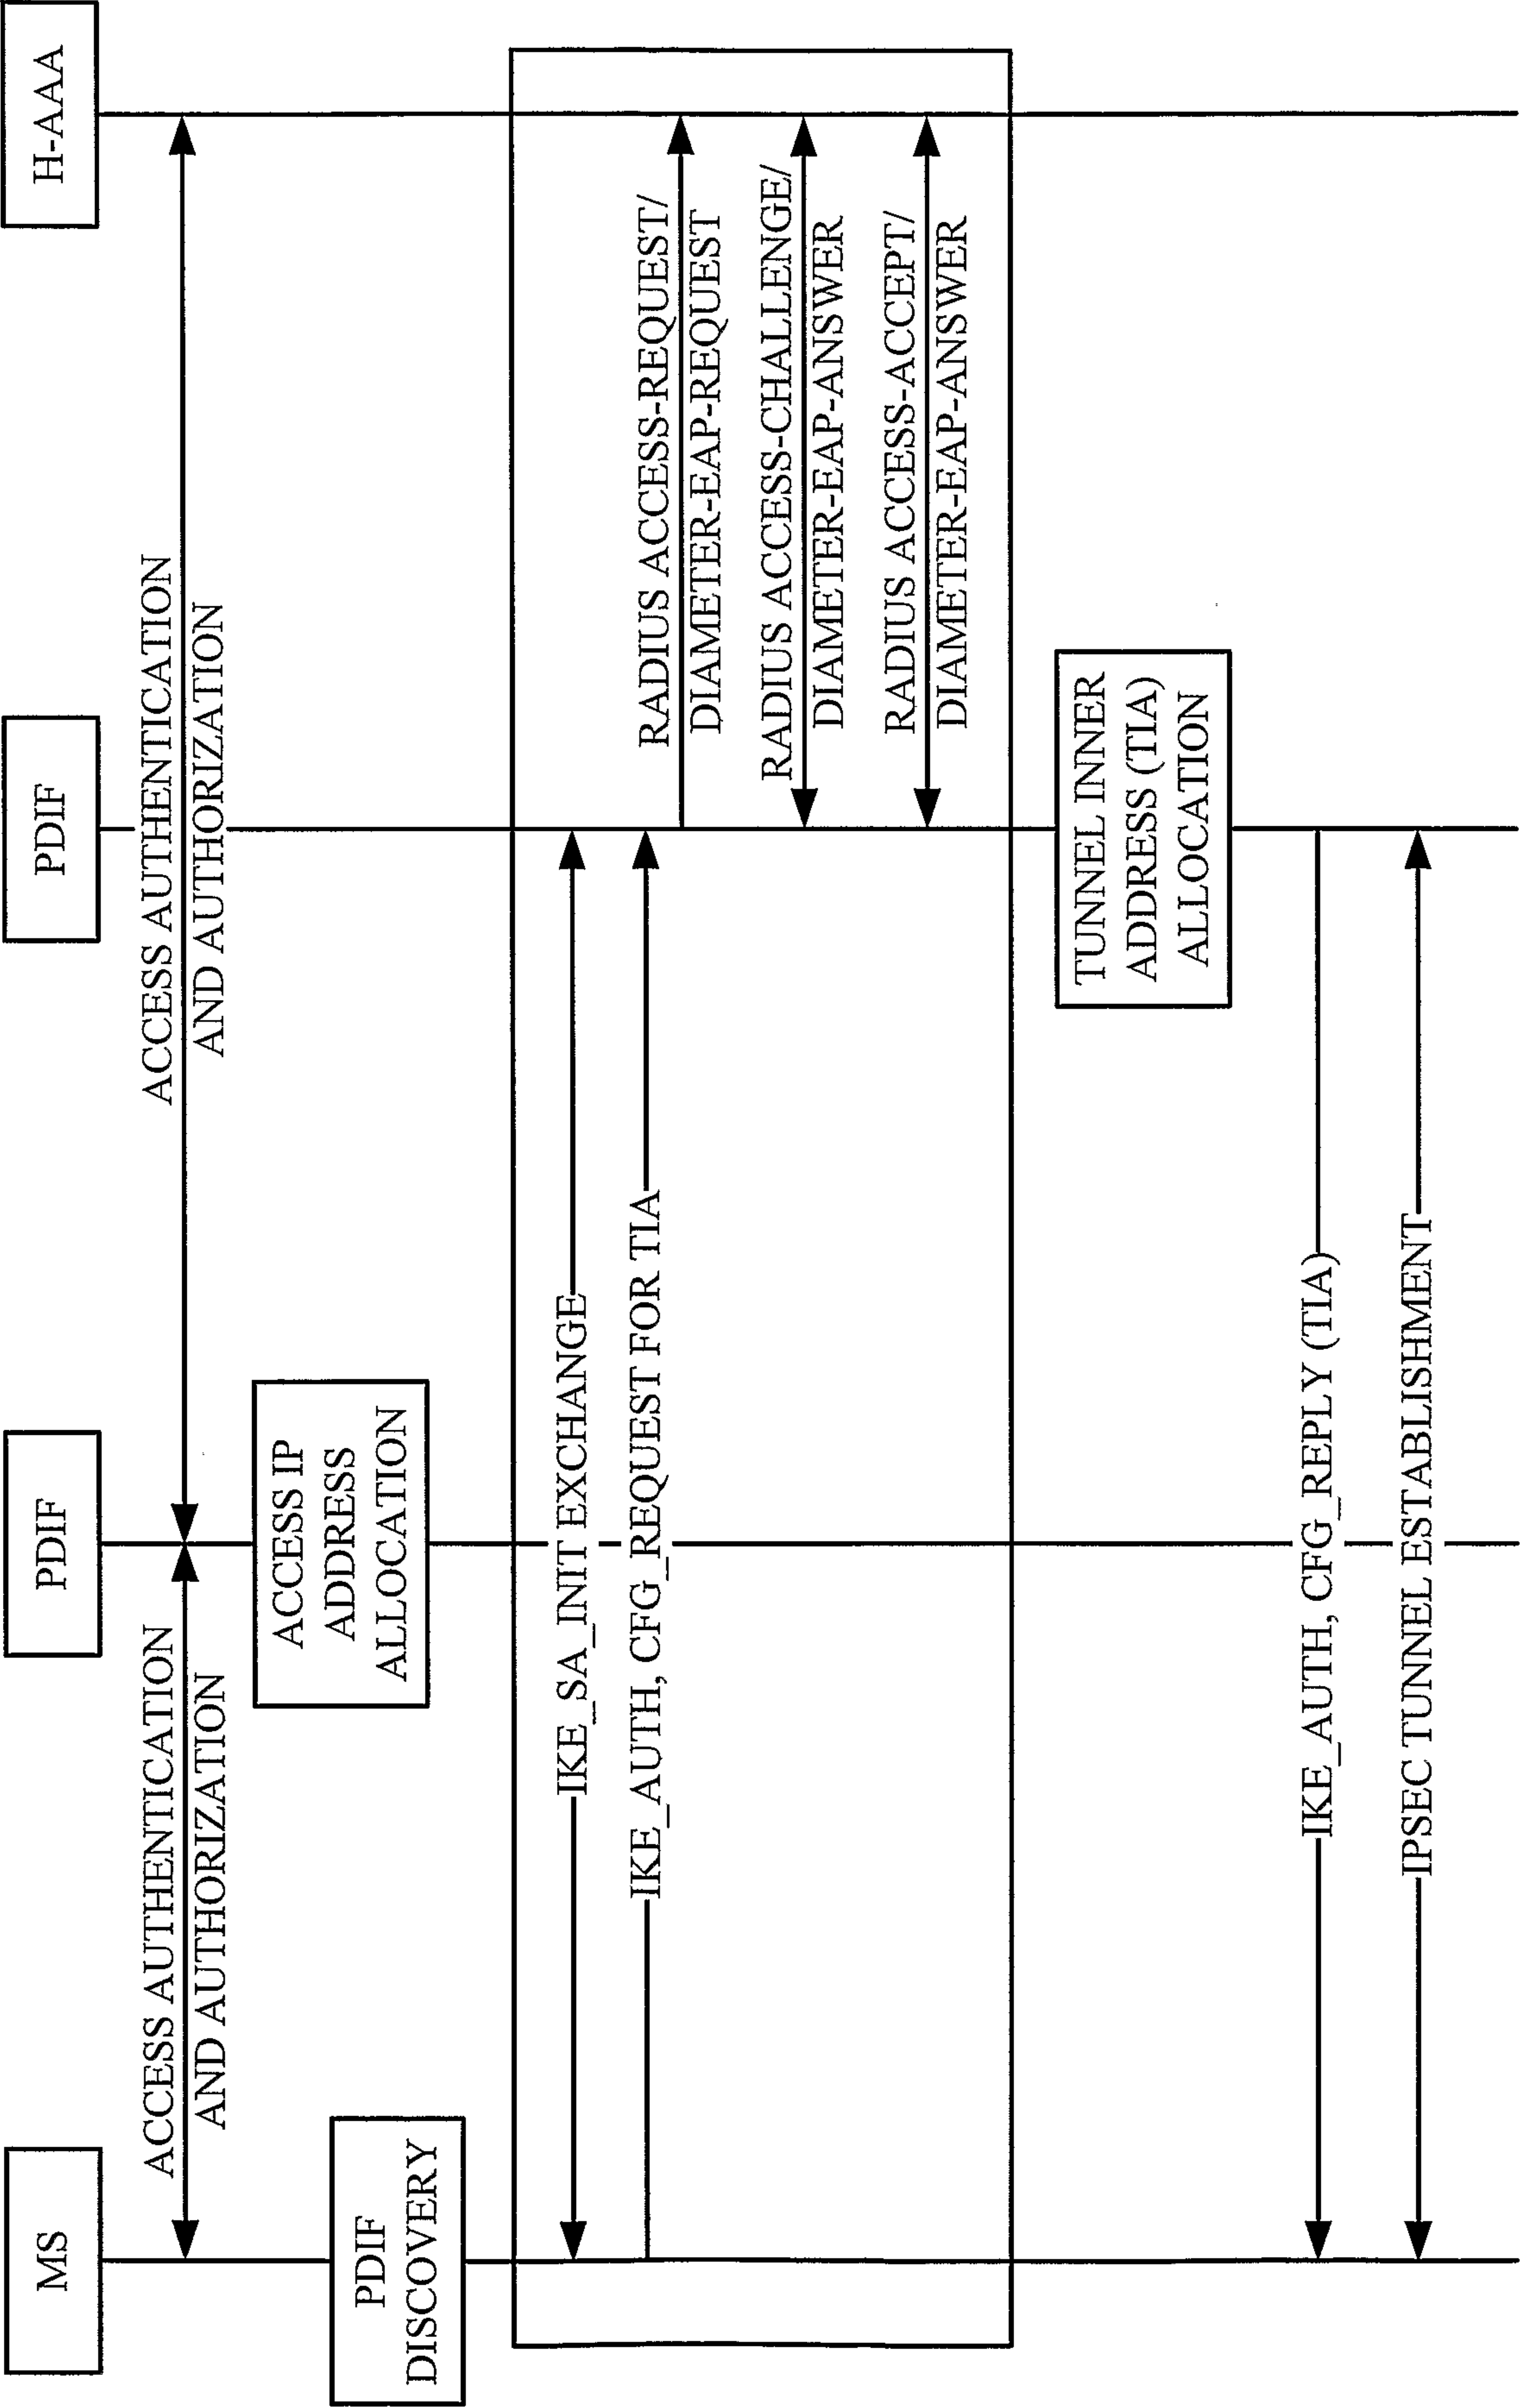 MS
PDIF
PDIF
H-AAA
ACCESS AUTHENTICATION
AND AUTHORIZATION
ACCESS AUTHENTICATION
AND AUTHORIZATION
ACCESS IP
ADDRESS
ALLOCATION
PDIF
DISCOVERY
IKE_SA_INIT EXCHANGE
IKE_AUTH, CFG_REQUEST FOR TIA
RADIUS ACCESS-REQUEST/
DIAMETER-EAP-REQUEST
RADIUS ACCESS-CHALLENGE/
DIAMETER-EAP-ANSWER
RADIUS ACCESS-ACCEPT/
DIAMETER-EAP-ANSWER
TUNNEL INNER
ADDRESS (TIA)
ALLOCATION
IKE_AUTH, CFG_REPLY (TIA)
IPSEC TUNNEL ESTABLISHMENT